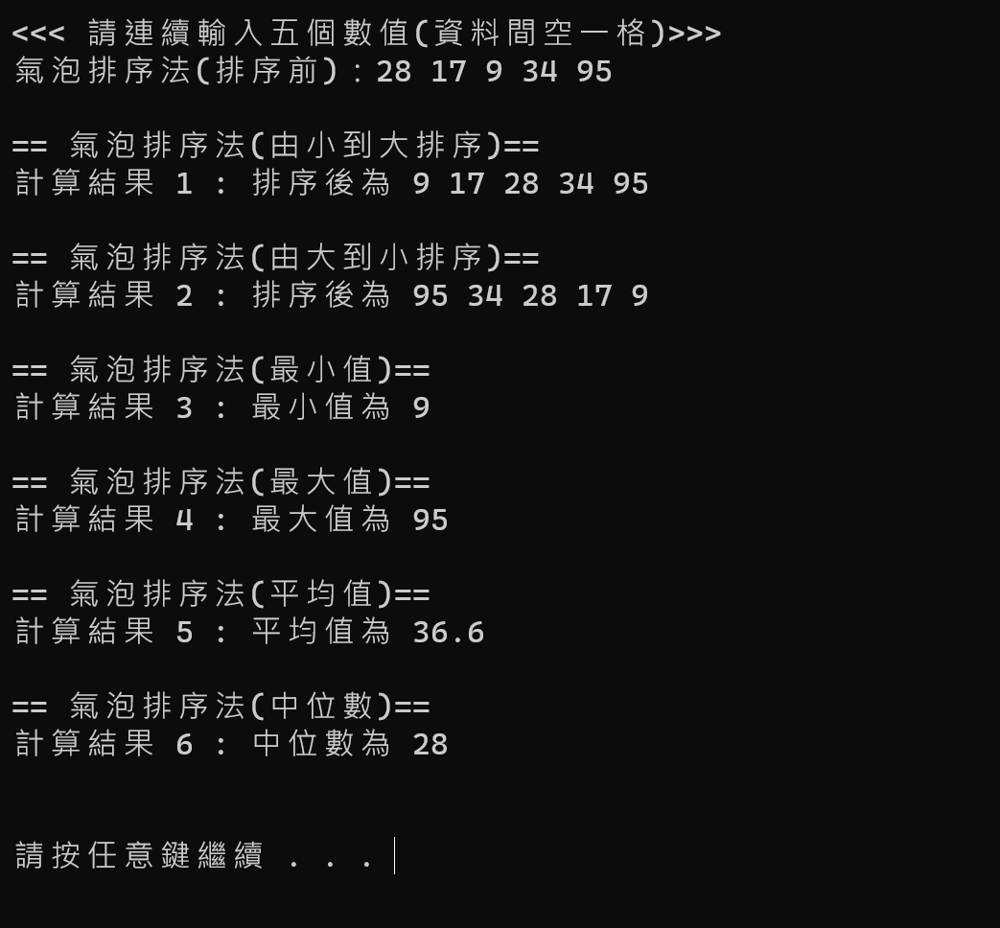 <<< 請連續輸入五個數值(資料間空一格)>>>
氣泡排序法(排序前)：28 17 9 34 95
== 氣泡排序法(由小到大排序)==
計算結果 1 : 排序後為 9 17 28 34 95
== 氣泡排序法(由大到小排序)==
計算結果 2 : 排序後為 95 34 28 17 9
== 氣泡排序法(最小值)==
計算結果 3 : 最小值為 9
== 氣泡排序法(最大值)==
計算結果 4 : 最大值為 95
== 氣泡排序法(平均值)==
計算結果 5 : 平均值為 36.6
== 氣泡排序法(中位數)==
計算結果 6 : 中位數為 28
請按任意鍵繼續 . . .